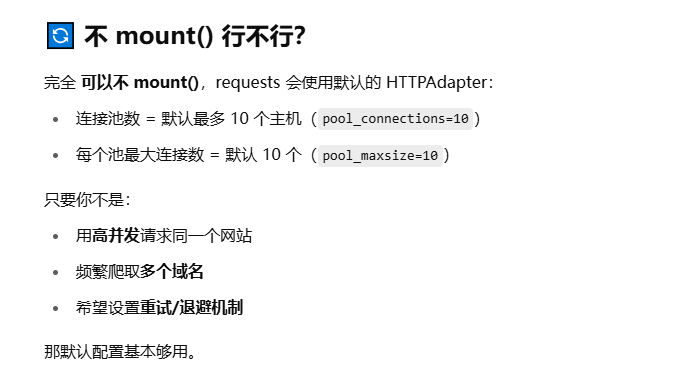 🔄 不 mount() 行不行？
完全 可以不 mount()，requests 会使用默认的 HTTPAdapter：
• 连接池数 = 默认最多 10 个主机（pool_connections=10）
• 每个池最大连接数 = 默认 10 个（pool_maxsize=10）
只要你不是：
• 用高并发请求同一个网站
• 频繁爬取多个域名
• 希望设置重试/退避机制
那默认配置基本够用。